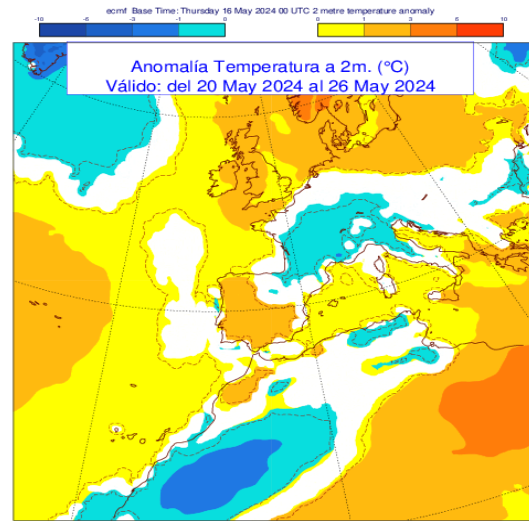 ecmf Base Time: Thursday 16 May 2024 00 UTC 2 metre temperature anomaly
-10 -6 -3 -1 0 0 1 3 6 10
Anomalía Temperatura a 2m. (°C)
Válido: del 20 May 2024 al 26 May 2024